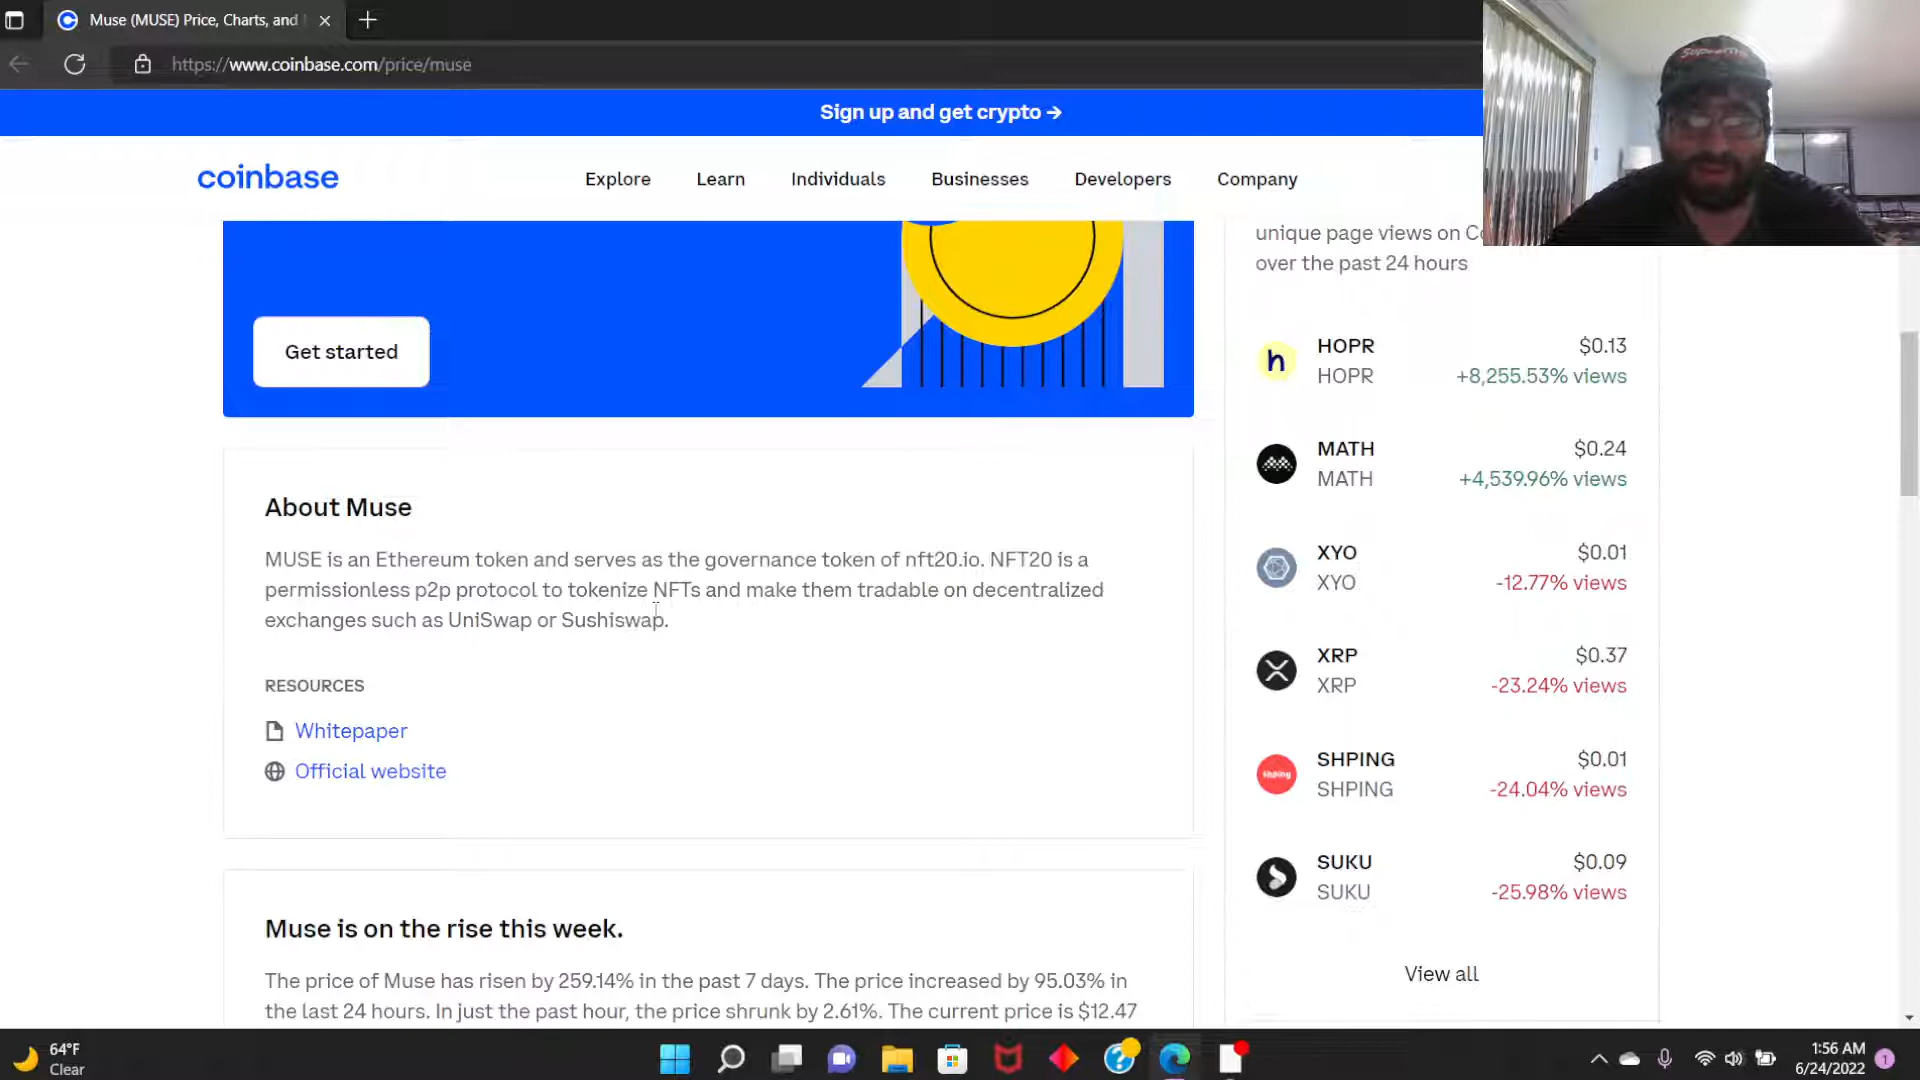 Muse (MUSE) Price, Charts, and
https://www.coinbase.com/price/muse
Sign up and get crypto →
coinbase
Explore
Learn
Individuals
Businesses
Developers
Company
Supreme
unique page views on Co
over the past 24 hours
Get started
h
HOPR
$0.13
HOPR
+8,255.53% views
MATH
$0.24
MATH
+4,539.96% views
About Muse
MUSE is an Ethereum token and serves as the governance token of nft20.io. NFT20 is a
permissionless p2p protocol to tokenize NFTs and make them tradable on decentralized
exchanges such as UniSwap or Sushiswap.
XYO
$0.01
XYO
-12.77% views
RESOURCES
Whitepaper
Official website
XRP
$0.37
XRP
-23.24% views
shping
SHPING
$0.01
SHPING
-24.04% views
SUKU
$0.09
SUKU
-25.98% views
View all
Muse is on the rise this week.
The price of Muse has risen by 259.14% in the past 7 days. The price increased by 95.03% in
the last 24 hours. In just the past hour, the price shrunk by 2.61%. The current price is $12.47
64°F
Clear
1:56 AM
6/24/2022
1